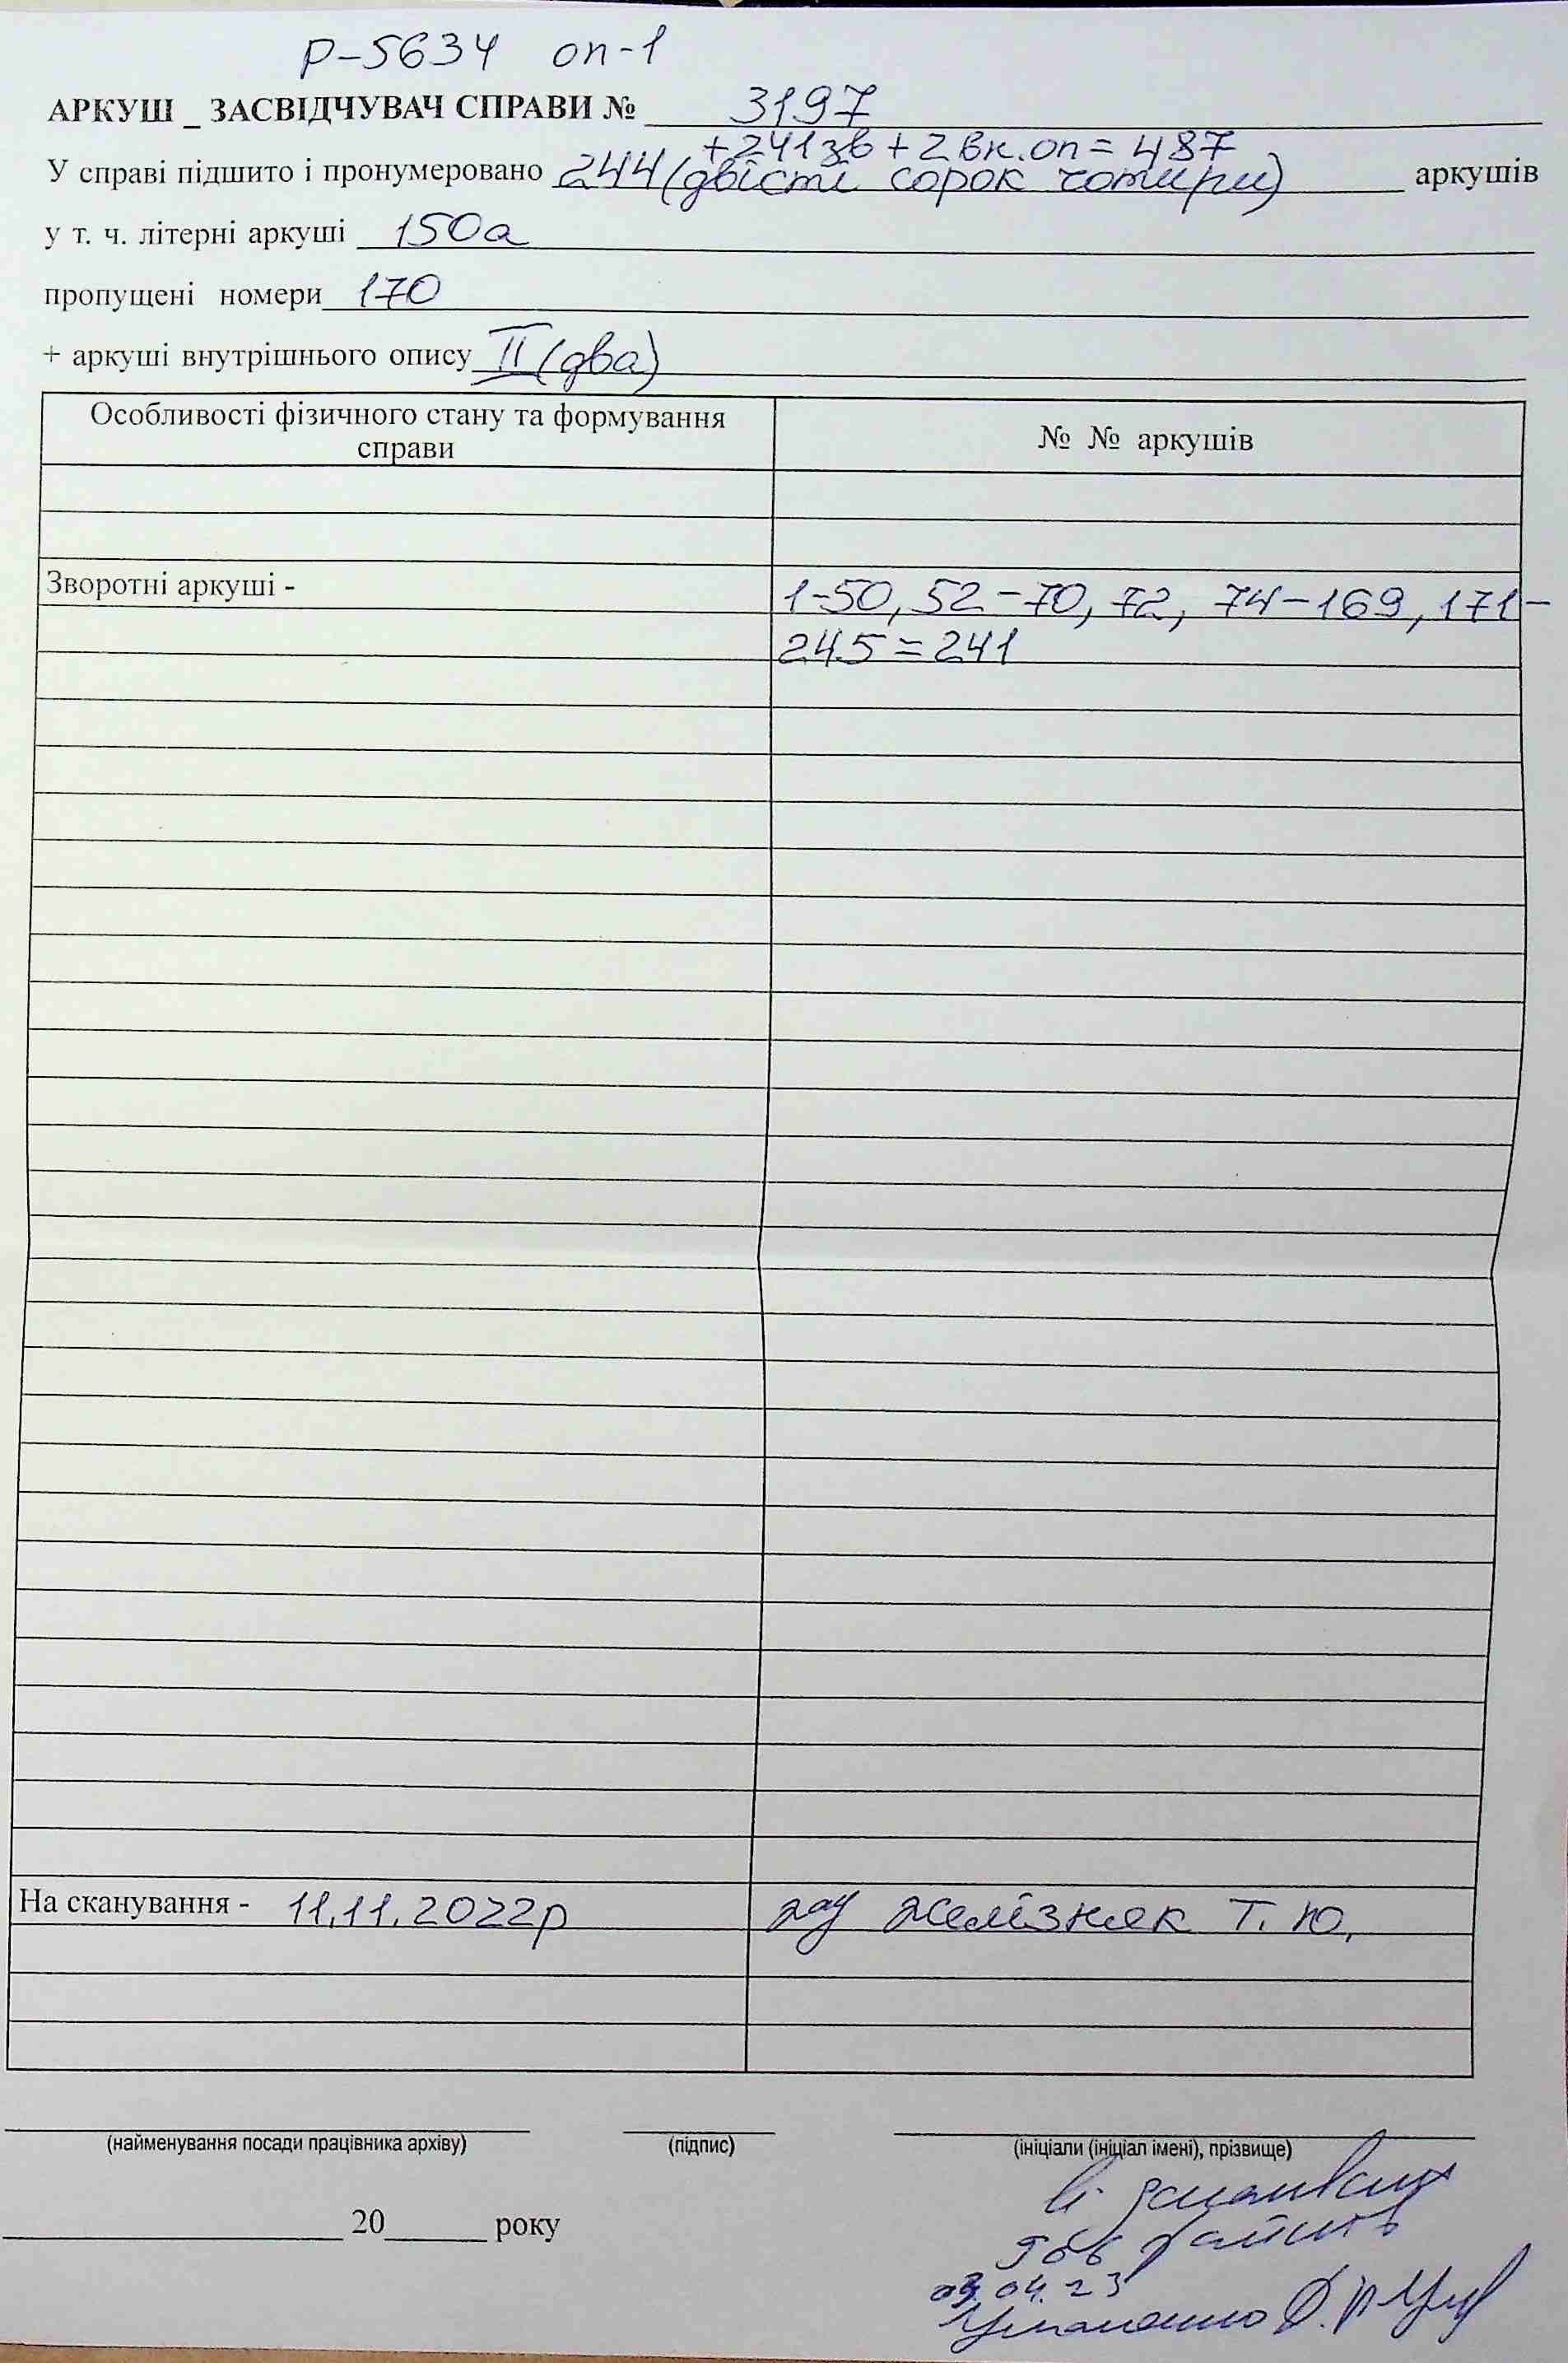 Р-5634 оп-1
АРКУШ _ ЗАСВІДЧУВАЧ СПРАВИ № 3197
+241зв + 2 вн.оп = 487
У справі підшито і пронумеровано 244 (двісті сорок чотири) аркушів
у т. ч. літерні аркуші 150а
пропущені номери 170
+ аркуші внутрішнього опису II (два)
Особливості фізичного стану та формування справи
№ № аркушів
Зворотні аркуші -
1-50, 52-70, 72, 74-169, 171-
245 = 241
На сканування - 11.11.2022р
Желізняк Т. Ю.
(найменування посади працівника архіву)
(підпис)
(ініціали (ініціал імені), прізвище)
20 року
03.04.23